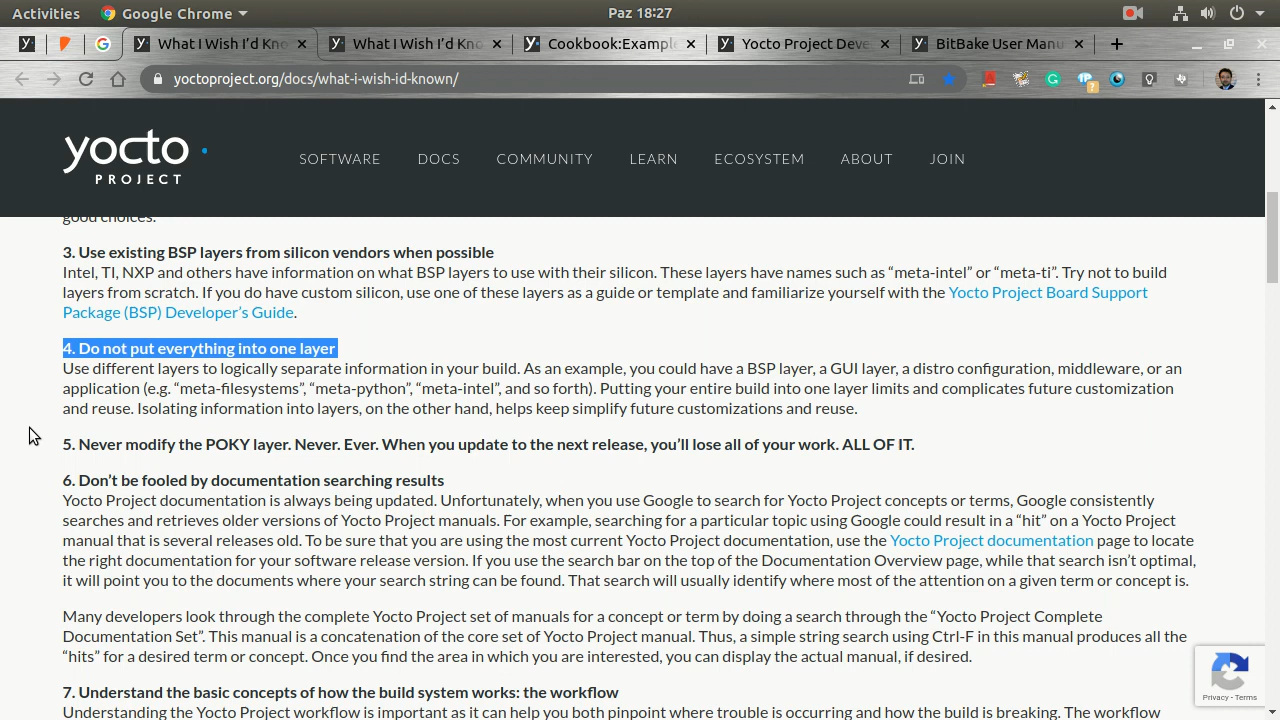 Activities
Google Chrome
Paz 18:27
What I Wish I'd Kno
What I Wish I'd Kno
Cookbook:Exampl
Yocto Project Deve
BitBake User Manu
yoctoproject.org/docs/what-i-wish-id-known/
yocto
PROJECT
SOFTWARE
DOCS
COMMUNITY
LEARN
ECOSYSTEM
ABOUT
JOIN
good choices.
3. Use existing BSP layers from silicon vendors when possible
Intel, TI, NXP and others have information on what BSP layers to use with their silicon. These layers have names such as “meta-intel” or “meta-ti”. Try not to build
layers from scratch. If you do have custom silicon, use one of these layers as a guide or template and familiarize yourself with the Yocto Project Board Support
Package (BSP) Developer’s Guide.
4. Do not put everything into one layer
Use different layers to logically separate information in your build. As an example, you could have a BSP layer, a GUI layer, a distro configuration, middleware, or an
application (e.g. “meta-filesystems”, “meta-python”, “meta-intel”, and so forth). Putting your entire build into one layer limits and complicates future customization
and reuse. Isolating information into layers, on the other hand, helps keep simplify future customizations and reuse.
5. Never modify the POKY layer. Never. Ever. When you update to the next release, you’ll lose all of your work. ALL OF IT.
6. Don’t be fooled by documentation searching results
Yocto Project documentation is always being updated. Unfortunately, when you use Google to search for Yocto Project concepts or terms, Google consistently
searches and retrieves older versions of Yocto Project manuals. For example, searching for a particular topic using Google could result in a “hit” on a Yocto Project
manual that is several releases old. To be sure that you are using the most current Yocto Project documentation, use the Yocto Project documentation page to locate
the right documentation for your software release version. If you use the search bar on the top of the Documentation Overview page, while that search isn’t optimal,
it will point you to the documents where your search string can be found. That search will usually identify where most of the attention on a given term or concept is.
Many developers look through the complete Yocto Project set of manuals for a concept or term by doing a search through the “Yocto Project Complete
Documentation Set”. This manual is a concatenation of the core set of Yocto Project manual. Thus, a simple string search using Ctrl-F in this manual produces all the
“hits” for a desired term or concept. Once you find the area in which you are interested, you can display the actual manual, if desired.
Privacy - Terms
7. Understand the basic concepts of how the build system works: the workflow
Understanding the Yocto Project workflow is important as it can help you both pinpoint where trouble is occurring and how the build is breaking. The workflow